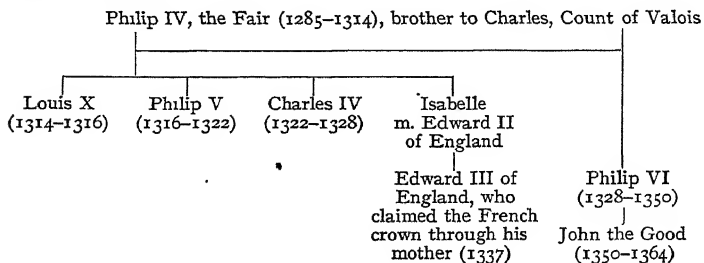 Philip IV, the Fair (1285–1314), brother to Charles, Count of Valois
Louis X
(1314–1316)
Philip V
(1316–1322)
Charles IV
(1322–1328)
Isabelle
m. Edward II
of England
Edward III of
England, who
claimed the French
crown through his
mother (1337)
Philip VI
(1328–1350)
John the Good
(1350–1364)